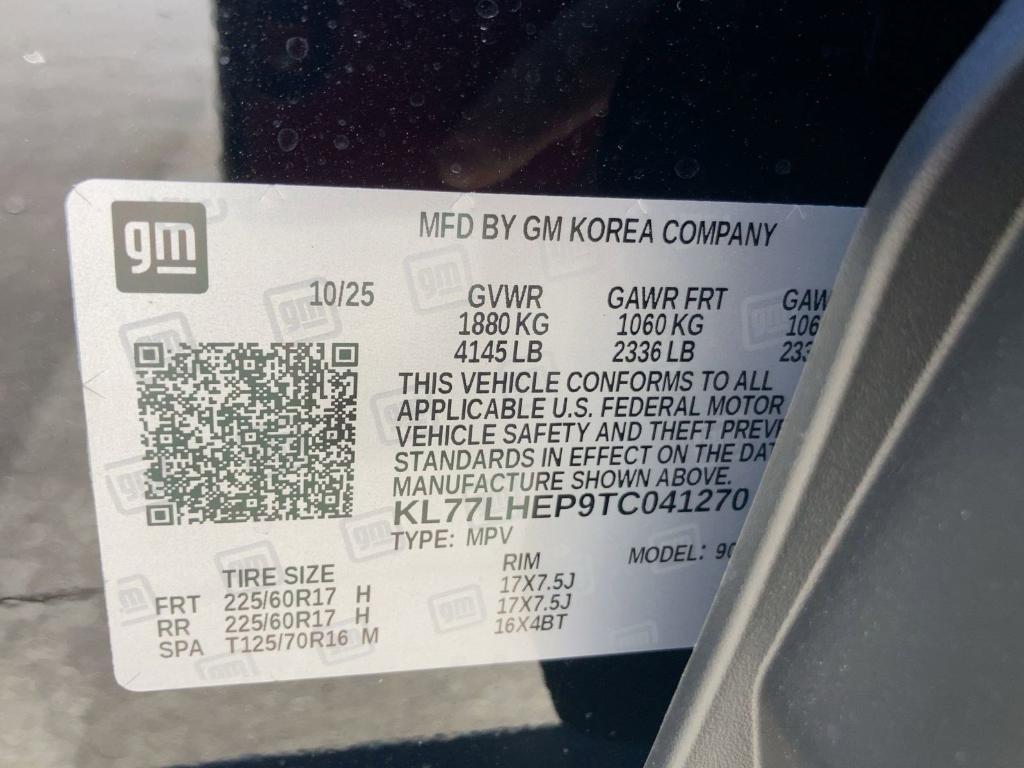 gm
MFD BY GM KOREA COMPANY
10/25 GVWR GAWR FRT
1880 KG 1060 KG
4145 LB 2336 LB
THIS VEHICLE CONFORMS TO ALL
APPLICABLE U.S. FEDERAL MOTOR
VEHICLE SAFETY AND THEFT
STANDARDS IN EFFECT ON THE
MANUFACTURE SHOWN ABOVE.
KL77LHEP9TC041270
TYPE: MPV MODEL:
TIRE SIZE RIM
FRT 225/60R17 H 17X7.5J
RR 225/60R17 H 17X7.5J
SPA T125/70R16 M 16X4BT